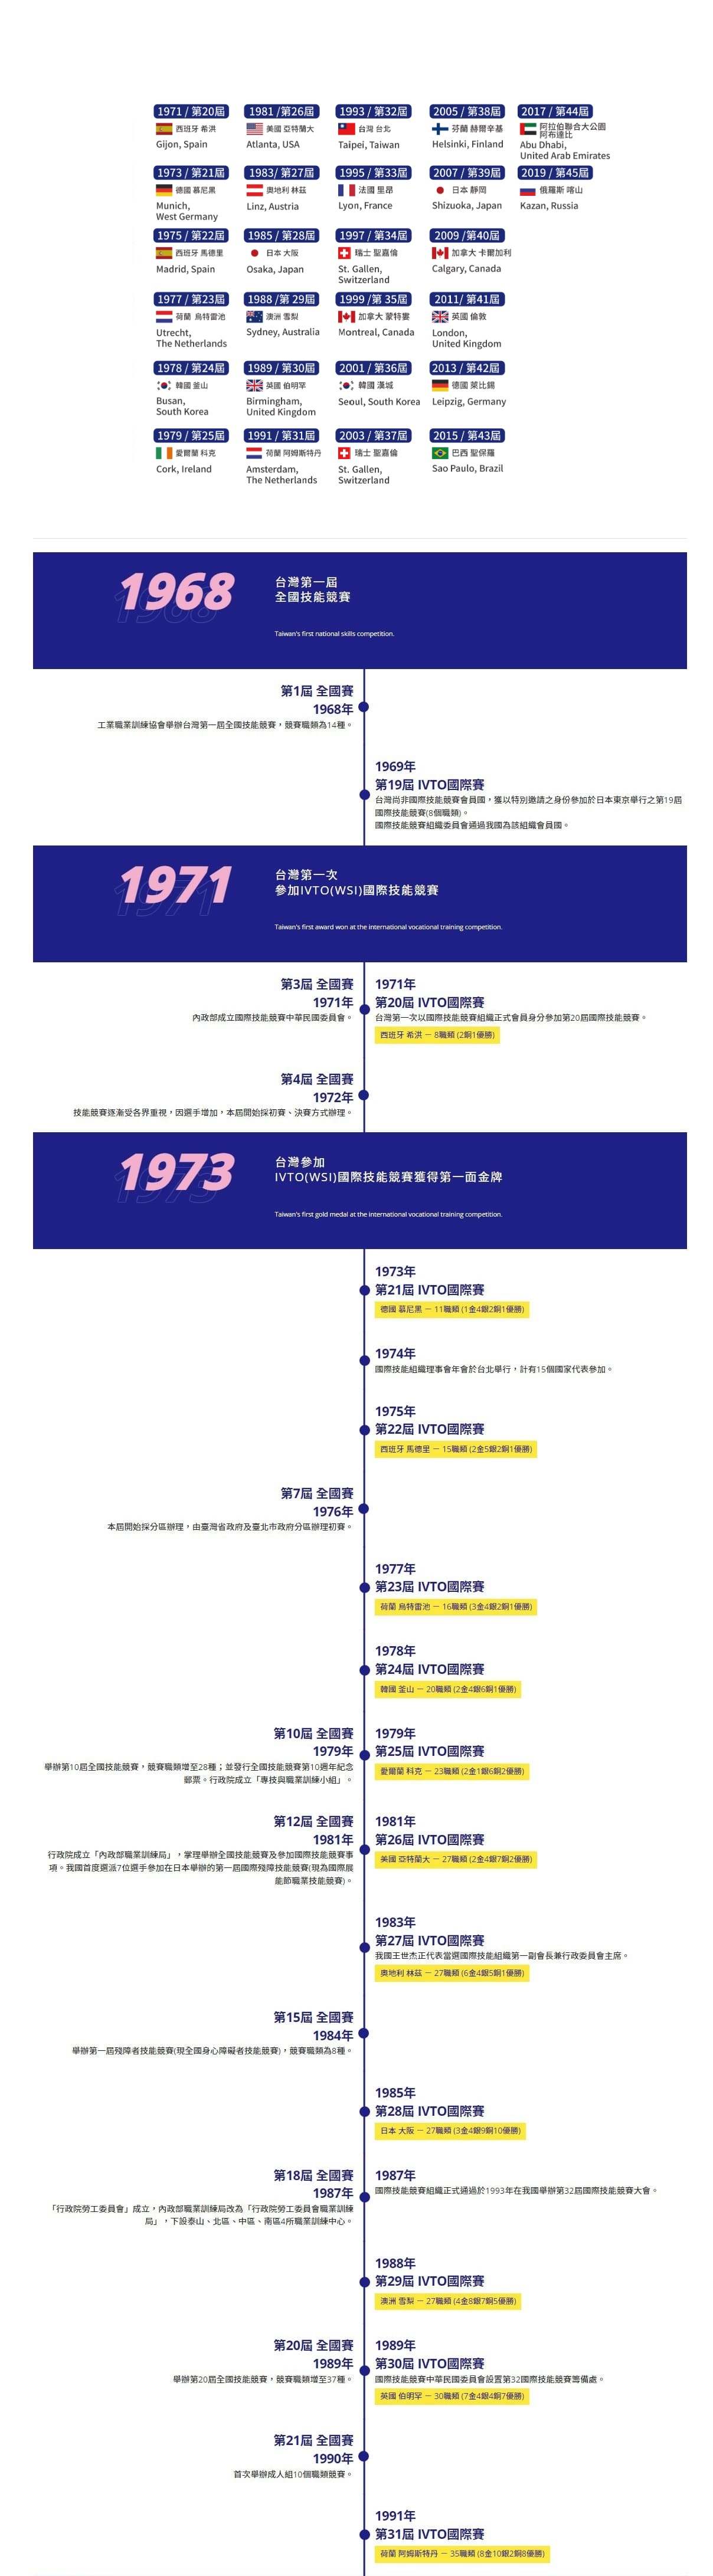 1971 / 第20屆
西班牙 希洪
Gijon, Spain
1981 /第26屆
美國 亞特蘭大
Atlanta, USA
1993 / 第32屆
台灣 台北
Taipei, Taiwan
2005 / 第38屆
芬蘭 赫爾辛基
Helsinki, Finland
2017 / 第44屆
阿拉伯聯合大公國
阿布達比
Abu Dhabi,
United Arab Emirates
1973 / 第21屆
德國 慕尼黑
Munich,
West Germany
1983/ 第27屆
奧地利 林茲
Linz, Austria
1995 / 第33屆
法國 里昂
Lyon, France
2007 / 第39屆
日本 靜岡
Shizuoka, Japan
2019 / 第45屆
俄羅斯 喀山
Kazan, Russia
1975 / 第22屆
西班牙 馬德里
Madrid, Spain
1985 / 第28屆
日本 大阪
Osaka, Japan
1997 / 第34屆
瑞士 聖嘉倫
St. Gallen,
Switzerland
2009 /第40屆
加拿大 卡爾加利
Calgary, Canada
1977 / 第23屆
荷蘭 烏特雷池
Utrecht,
The Netherlands
1988 /第 29屆
澳洲 雪梨
Sydney, Australia
1999 /第 35屆
加拿大 蒙特婁
Montreal, Canada
2011/ 第41屆
英國 倫敦
London,
United Kingdom
1978 / 第24屆
韓國 釜山
Busan,
South Korea
1989 / 第30屆
英國 伯明罕
Birmingham,
United Kingdom
2001 / 第36屆
韓國 漢城
Seoul, South Korea
2013 / 第42屆
德國 萊比錫
Leipzig, Germany
1979 / 第25屆
愛爾蘭 科克
Cork, Ireland
1991 / 第31屆
荷蘭 阿姆斯特丹
Amsterdam,
The Netherlands
2003 / 第37屆
瑞士 聖嘉倫
St. Gallen,
Switzerland
2015 / 第43屆
巴西 聖保羅
Sao Paulo, Brazil
1968
台灣第一屆
全國技能競賽
Taiwan's first national skills competition.
第1屆 全國賽
1968年
工業職業訓練協會舉辦台灣第一屆全國技能競賽，競賽職類為14種。
1969年
第19屆 IVTO國際賽
台灣尚非國際技能競賽會員國，獲以特別邀請之身份參加於日本東京舉行之第19屆
國際技能競賽(8個職類)。
國際技能競賽組織委員會通過我國為該組織會員國。
1971
台灣第一次
參加IVTO(WSI)國際技能競賽
Taiwan's first award won at the international vocational training competition.
第3屆 全國賽
1971年
內政部成立國際技能競賽中華民國委員會。
1971年
第20屆 IVTO國際賽
台灣第一次以國際技能競賽組織正式會員身分參加第20屆國際技能競賽。
西班牙 希洪 － 8職類 (2銅1優勝)
第4屆 全國賽
1972年
技能競賽逐漸受各界重視，因選手增加，本屆開始採初賽、決賽方式辦理。
1973
台灣參加
IVTO(WSI)國際技能競賽獲得第一面金牌
Taiwan's first gold medal at the international vocational training competition.
1973年
第21屆 IVTO國際賽
德國 慕尼黑 － 11職類 (1金4銀2銅1優勝)
1974年
國際技能組織理事會年會於台北舉行，計有15個國家代表參加。
1975年
第22屆 IVTO國際賽
西班牙 馬德里 － 15職類 (2金5銀2銅1優勝)
第7屆 全國賽
1976年
本屆開始採分區辦理，由臺灣省政府及臺北市政府分區辦理初賽。
1977年
第23屆 IVTO國際賽
荷蘭 烏特雷池 － 16職類 (3金4銀2銅1優勝)
1978年
第24屆 IVTO國際賽
韓國 釜山 － 20職類 (2金4銀6銅1優勝)
第10屆 全國賽
1979年
舉辦第10屆全國技能競賽，競賽職類增至28種；並發行全國技能競賽第10週年紀念
郵票。行政院成立「專技與職業訓練小組」。
1979年
第25屆 IVTO國際賽
愛爾蘭 科克 － 23職類 (2金1銀6銅2優勝)
第12屆 全國賽
1981年
行政院成立「內政部職業訓練局」，掌理舉辦全國技能競賽及參加國際技能競賽事
項。我國首度選派7位選手參加在日本舉辦的第一屆國際殘障技能競賽(現為國際展
能節職業技能競賽)。
1981年
第26屆 IVTO國際賽
美國 亞特蘭大 － 27職類 (2金4銀7銅2優勝)
1983年
第27屆 IVTO國際賽
我國王世杰正代表當選國際技能組織第一副會長兼行政委員會主席。
奧地利 林茲 － 27職類 (6金4銀5銅1優勝)
第15屆 全國賽
1984年
舉辦第一屆殘障者技能競賽(現全國身心障礙者技能競賽)，競賽職類為8種。
1985年
第28屆 IVTO國際賽
日本 大阪 － 27職類 (3金4銀9銅10優勝)
第18屆 全國賽
1987年
「行政院勞工委員會」成立，內政部職業訓練局改為「行政院勞工委員會職業訓練
局」，下設泰山、北區、中區、南區4所職業訓練中心。
1987年
國際技能競賽組織正式通過於1993年在我國舉辦第32屆國際技能競賽大會。
1988年
第29屆 IVTO國際賽
澳洲 雪梨 － 27職類 (4金8銀7銅5優勝)
第20屆 全國賽
1989年
舉辦第20屆全國技能競賽，競賽職類增至37種。
1989年
第30屆 IVTO國際賽
國際技能競賽中華民國委員會設置第32國際技能競賽籌備處。
英國 伯明罕 － 30職類 (7金4銀4銅7優勝)
第21屆 全國賽
1990年
首次舉辦成人組10個職類競賽。
1991年
第31屆 IVTO國際賽
荷蘭 阿姆斯特丹 － 35職類 (8金10銀2銅8優勝)